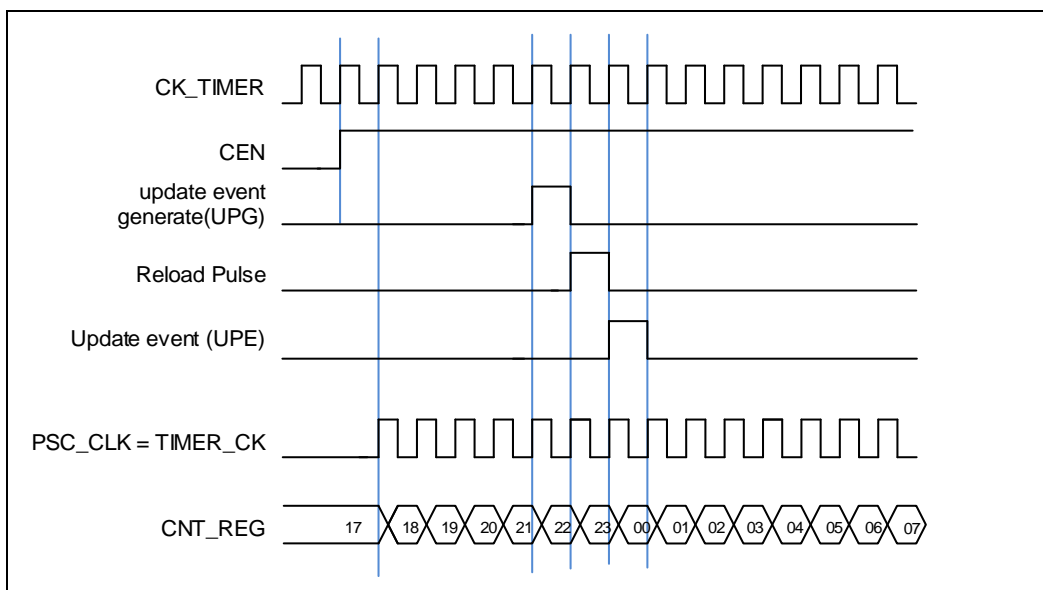 CK_TIMER
CEN
update event
generate(UPG)
Reload Pulse
Update event (UPE)
PSC_CLK = TIMER_CK
CNT_REG 17 18 19 20 21 22 23 00 01 02 03 04 05 06 07